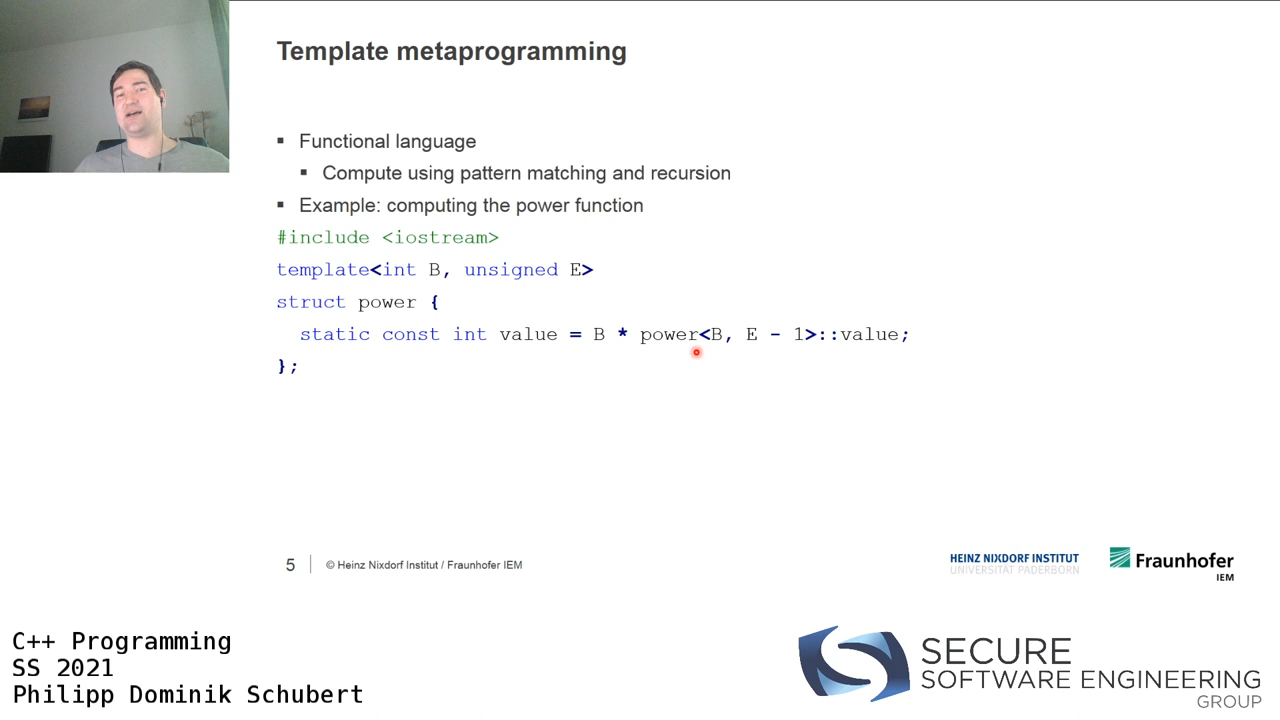 Template metaprogramming
▪ Functional language
▪ Compute using pattern matching and recursion
▪ Example: computing the power function
#include <iostream>
template<int B, unsigned E>
struct power {
static const int value = B * power<B, E - 1>::value;
};
5 © Heinz Nixdorf Institut / Fraunhofer IEM
HEINZ NIXDORF INSTITUT
UNIVERSITÄT PADERBORN
Fraunhofer
IEM
C++ Programming
SS 2021
Philipp Dominik Schubert
SECURE
SOFTWARE ENGINEERING
GROUP